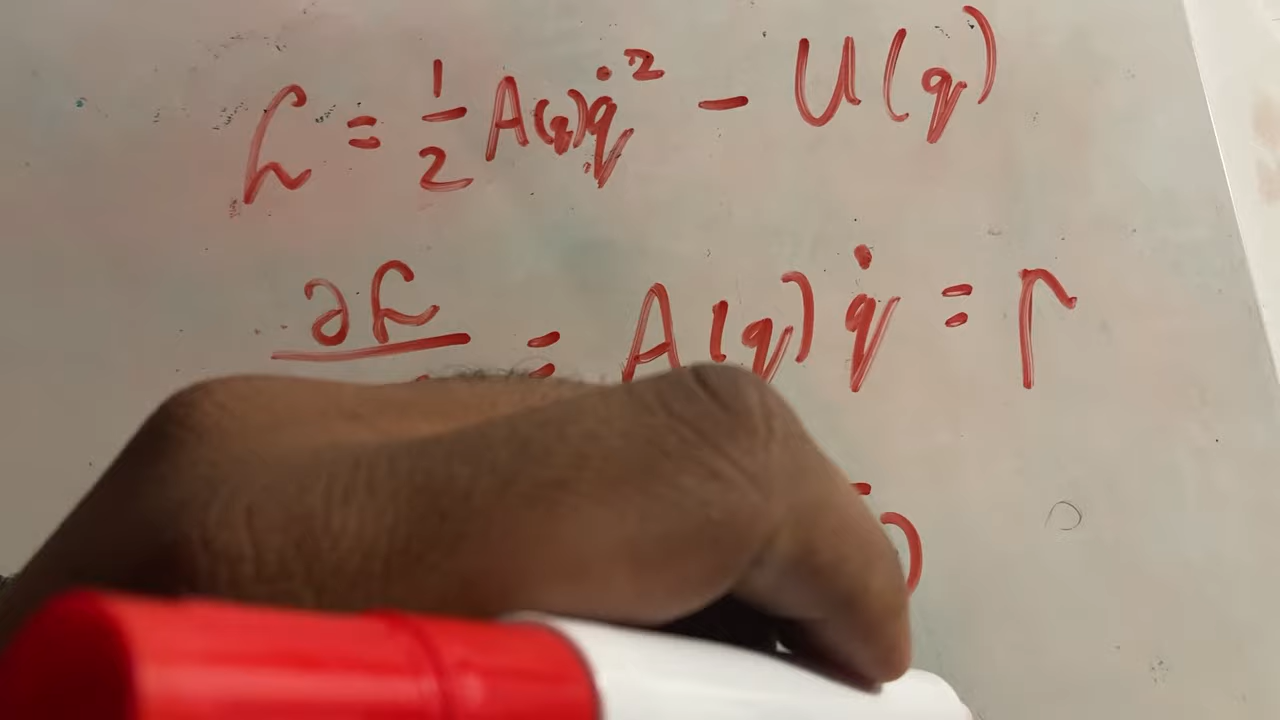 ℒ = 1/2 A(q)q̇² - U(q)
∂ℒ = A(q) q̇ = p
)